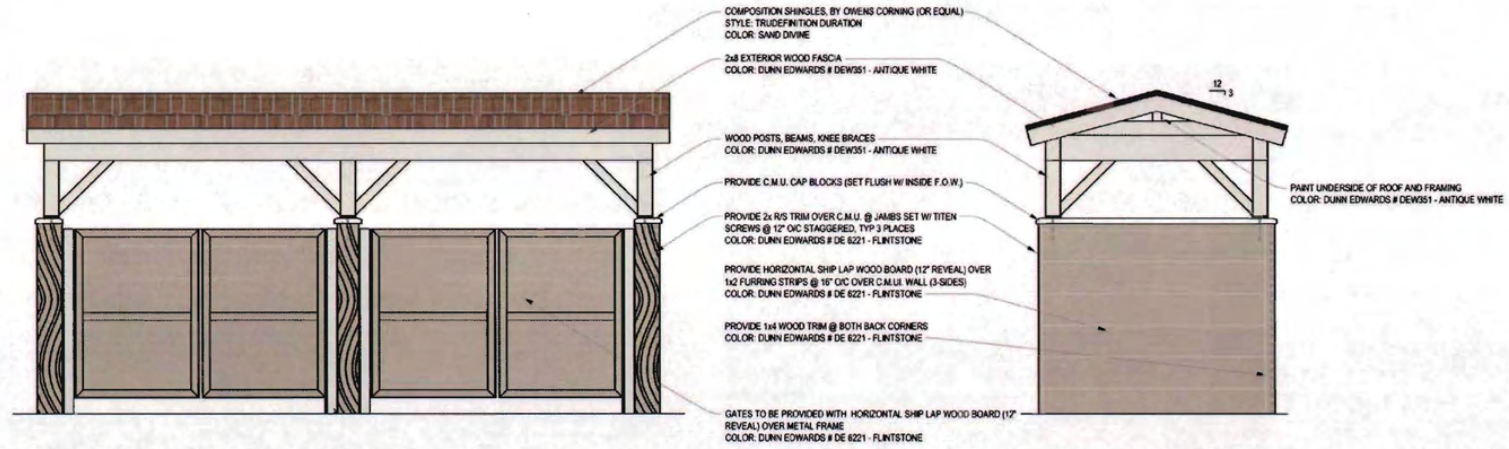 COMPOSITION SHINGLES, BY OWENS CORNING (OR EQUAL)
STYLE: TRUDEFINITION DURATION
COLOR: SAND DIVINE
2x8 EXTERIOR WOOD FASCIA
COLOR: DUNN EDWARDS # DEW351 - ANTIQUE WHITE
12
3
WOOD POSTS, BEAMS, KNEE BRACES
COLOR: DUNN EDWARDS # DEW351 - ANTIQUE WHITE
PROVIDE C.M.U. CAP BLOCKS (SET FLUSH W/ INSIDE F.O.W.)
PAINT UNDERSIDE OF ROOF AND FRAMING
COLOR: DUNN EDWARDS # DEW351 - ANTIQUE WHITE
PROVIDE 2x R/S TRIM OVER C.M.U. @ JAMBS SET W/ TITEN
SCREWS @ 12" O/C STAGGERED, TYP 3 PLACES
COLOR: DUNN EDWARDS # DE 6221 - FLINTSTONE
PROVIDE HORIZONTAL SHIP LAP WOOD BOARD (12" REVEAL) OVER
1x2 FURRING STRIPS @ 16" O/C OVER C.M.U. WALL (3-SIDES)
COLOR: DUNN EDWARDS # DE 6221 - FLINTSTONE
PROVIDE 1x4 WOOD TRIM @ BOTH BACK CORNERS
COLOR: DUNN EDWARDS # DE 6221 - FLINTSTONE
GATES TO BE PROVIDED WITH HORIZONTAL SHIP LAP WOOD BOARD (12"
REVEAL) OVER METAL FRAME
COLOR: DUNN EDWARDS # DE 6221 - FLINTSTONE